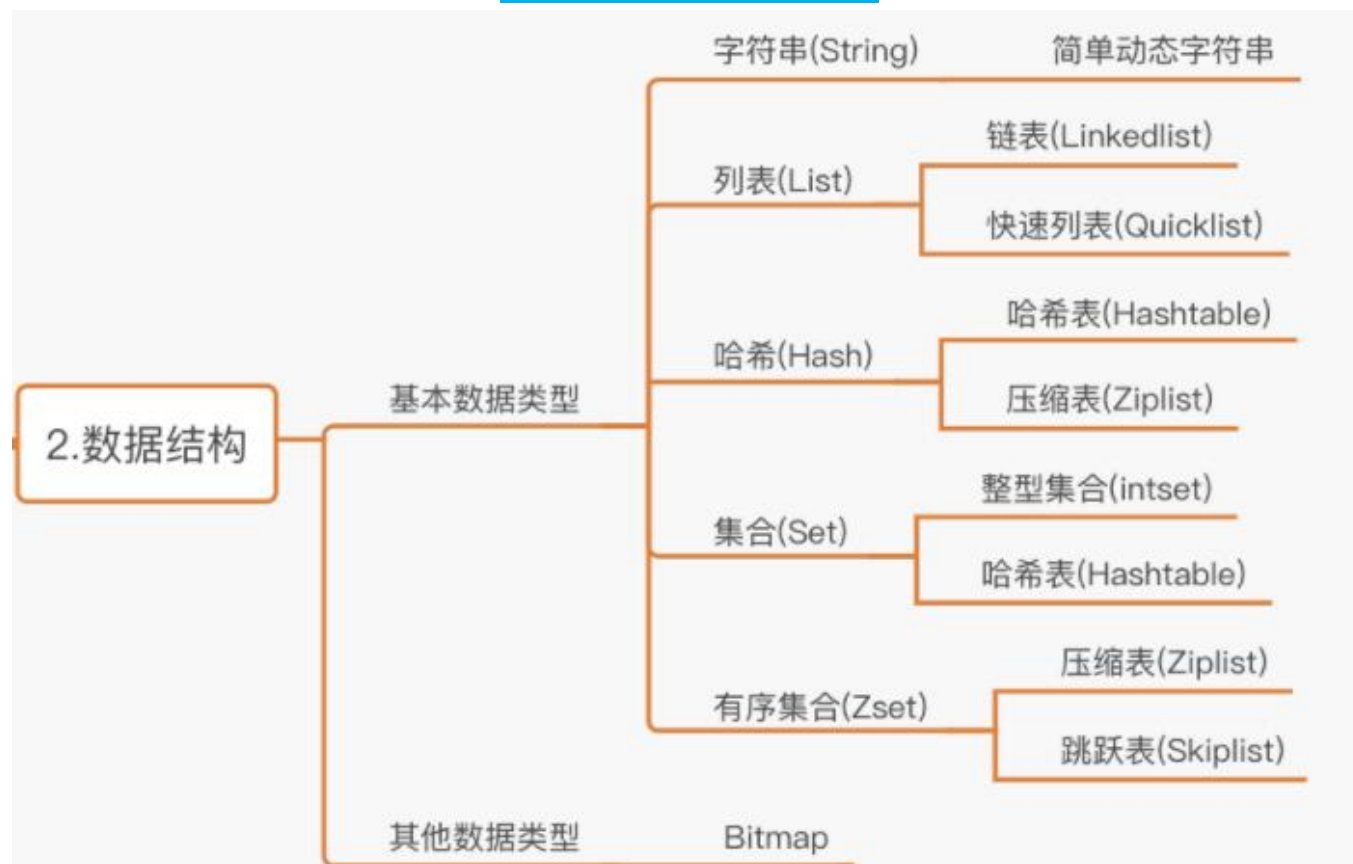 2.数据结构
基本数据类型
字符串(String)
简单动态字符串
列表(List)
链表(Linkedlist)
快速列表(Quicklist)
哈希(Hash)
哈希表(Hashtable)
压缩表(Ziplist)
集合(Set)
整型集合(intset)
哈希表(Hashtable)
有序集合(Zset)
压缩表(Ziplist)
跳跃表(Skiplist)
其他数据类型
Bitmap